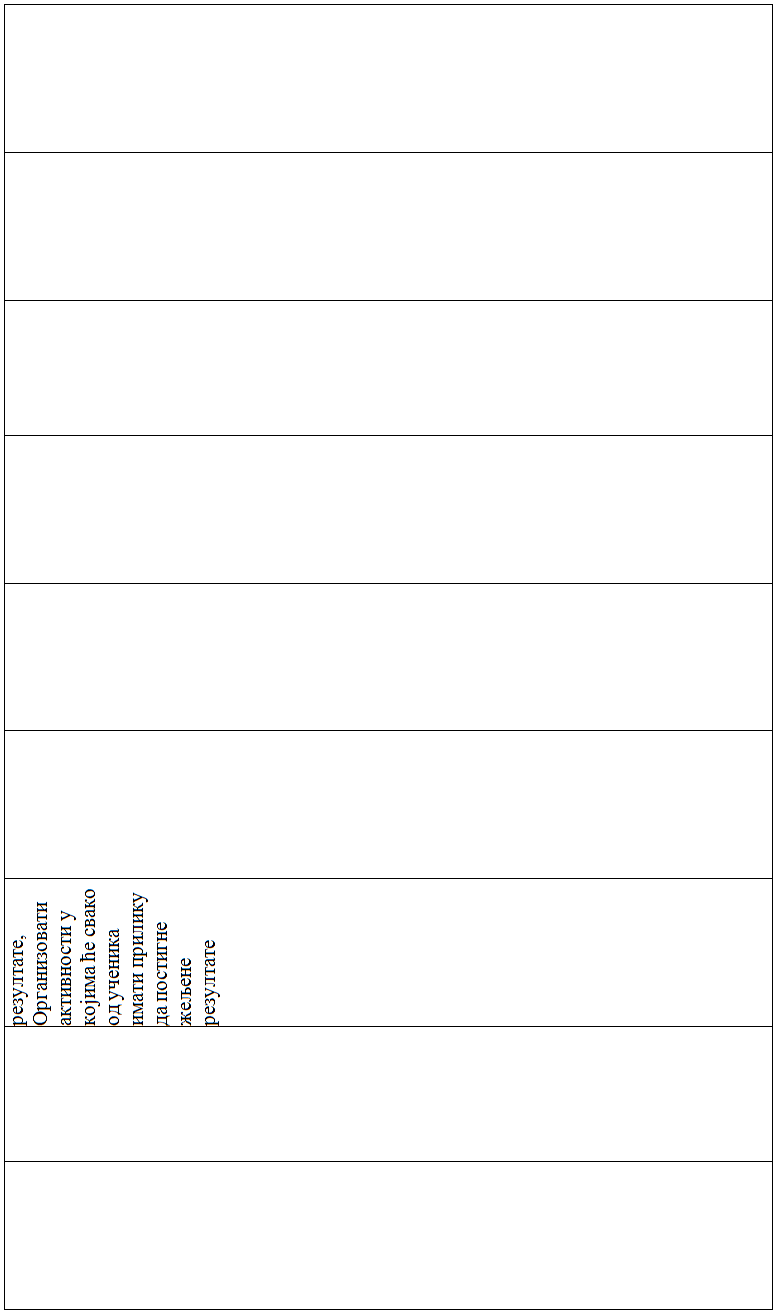 резултате,
Организовати
активности у
којима ће свако
од ученика
имати прилику
да постигне
жељене
резултате